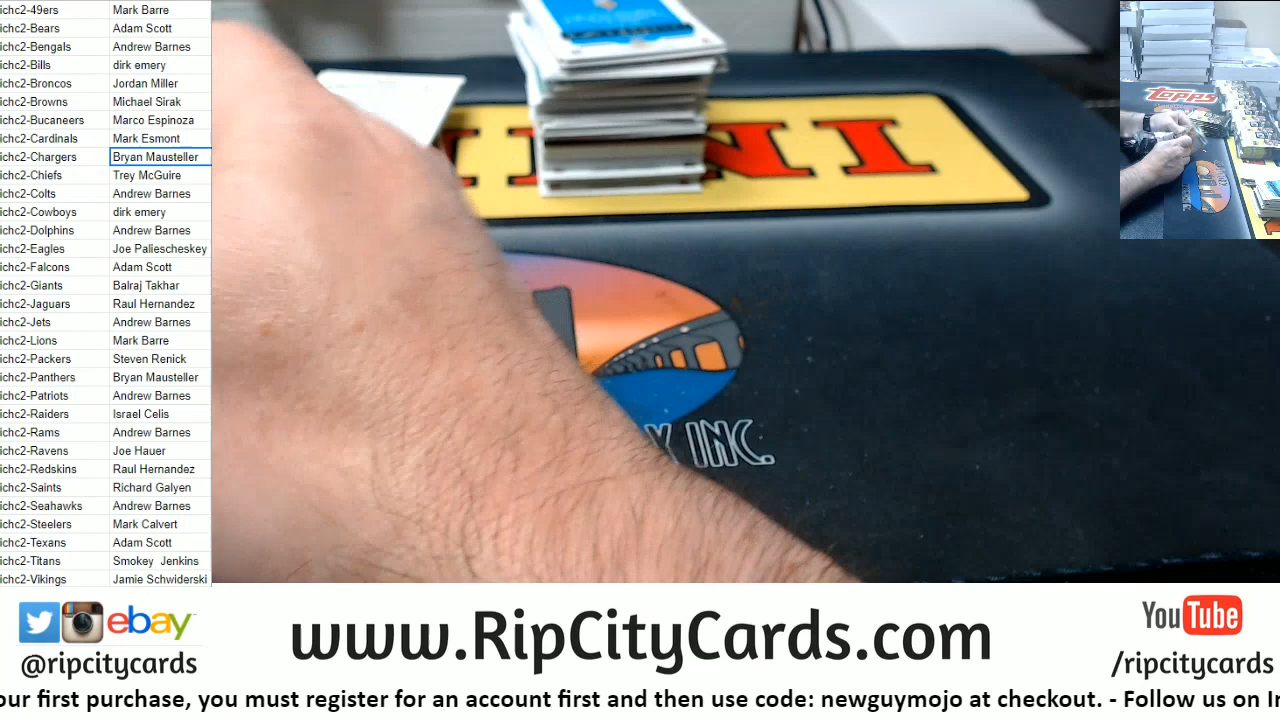 ichc2-49ers Mark Barre
ichc2-Bears Adam Scott
ichc2-Bengals Andrew Barnes
ichc2-Bills dirk emery
ichc2-Broncos Jordan Miller
ichc2-Browns Michael Sirak
ichc2-Bucaneers Marco Espinoza
ichc2-Cardinals Mark Esmont
ichc2-Chargers Bryan Mausteller
ichc2-Chiefs Trey McGuire
ichc2-Colts Andrew Barnes
ichc2-Cowboys dirk emery
ichc2-Dolphins Andrew Barnes
ichc2-Eagles Joe Paliescheskey
ichc2-Falcons Adam Scott
ichc2-Giants Balraj Takhar
ichc2-Jaguars Raul Hernandez
ichc2-Jets Andrew Barnes
ichc2-Lions Mark Barre
ichc2-Packers Steven Renick
ichc2-Panthers Bryan Mausteller
ichc2-Patriots Andrew Barnes
ichc2-Raiders Israel Celis
ichc2-Rams Andrew Barnes
ichc2-Ravens Joe Hauer
ichc2-Redskins Raul Hernandez
ichc2-Saints Richard Galyen
ichc2-Seahawks Andrew Barnes
ichc2-Steelers Mark Calvert
ichc2-Texans Adam Scott
ichc2-Titans Smokey Jenkins
ichc2-Vikings Jamie Schwiderski
INC.
Topps
ebay
@ripcitycards
www.RipCityCards.com
YouTube
/ripcitycards
our first purchase, you must register for an account first and then use code: newguymojo at checkout. - Follow us on In